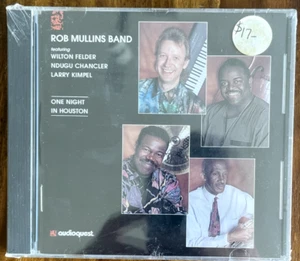 ROB MULLINS BAND
$17-
featuring
WILTON FELDER
NDUGU CHANCLER
LARRY KIMPEL
ONE NIGHT
IN HOUSTON
audioquest.